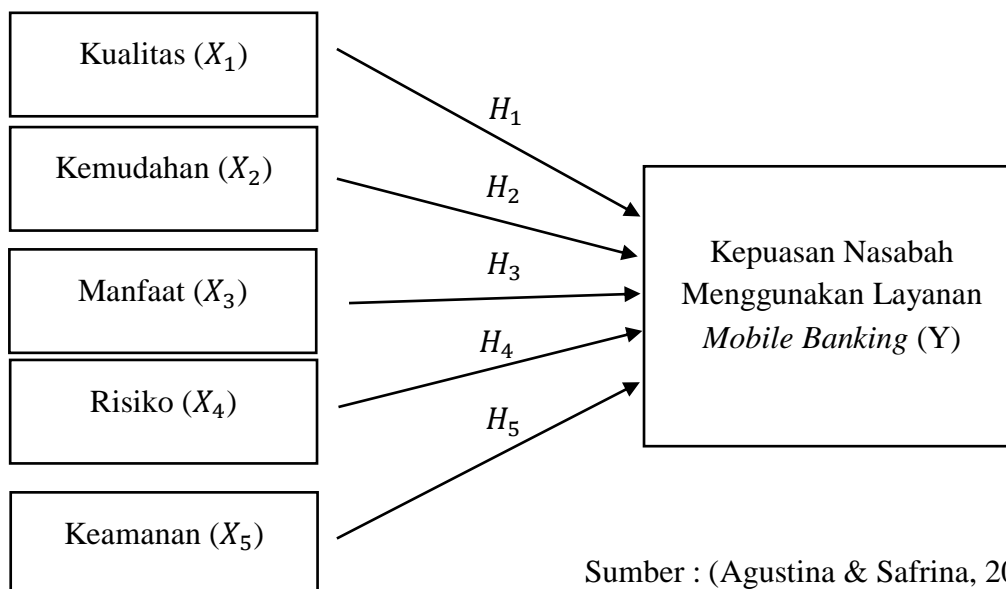 Kualitas (𝑋₁)
𝐻₁
Kemudahan (𝑋₂)
𝐻₂
Manfaat (𝑋₃)
𝐻₃
Risiko (𝑋₄)
𝐻₄
Keamanan (𝑋₅)
𝐻₅
Kepuasan Nasabah
Menggunakan Layanan
Mobile Banking (Y)
Sumber : (Agustina & Safrina,